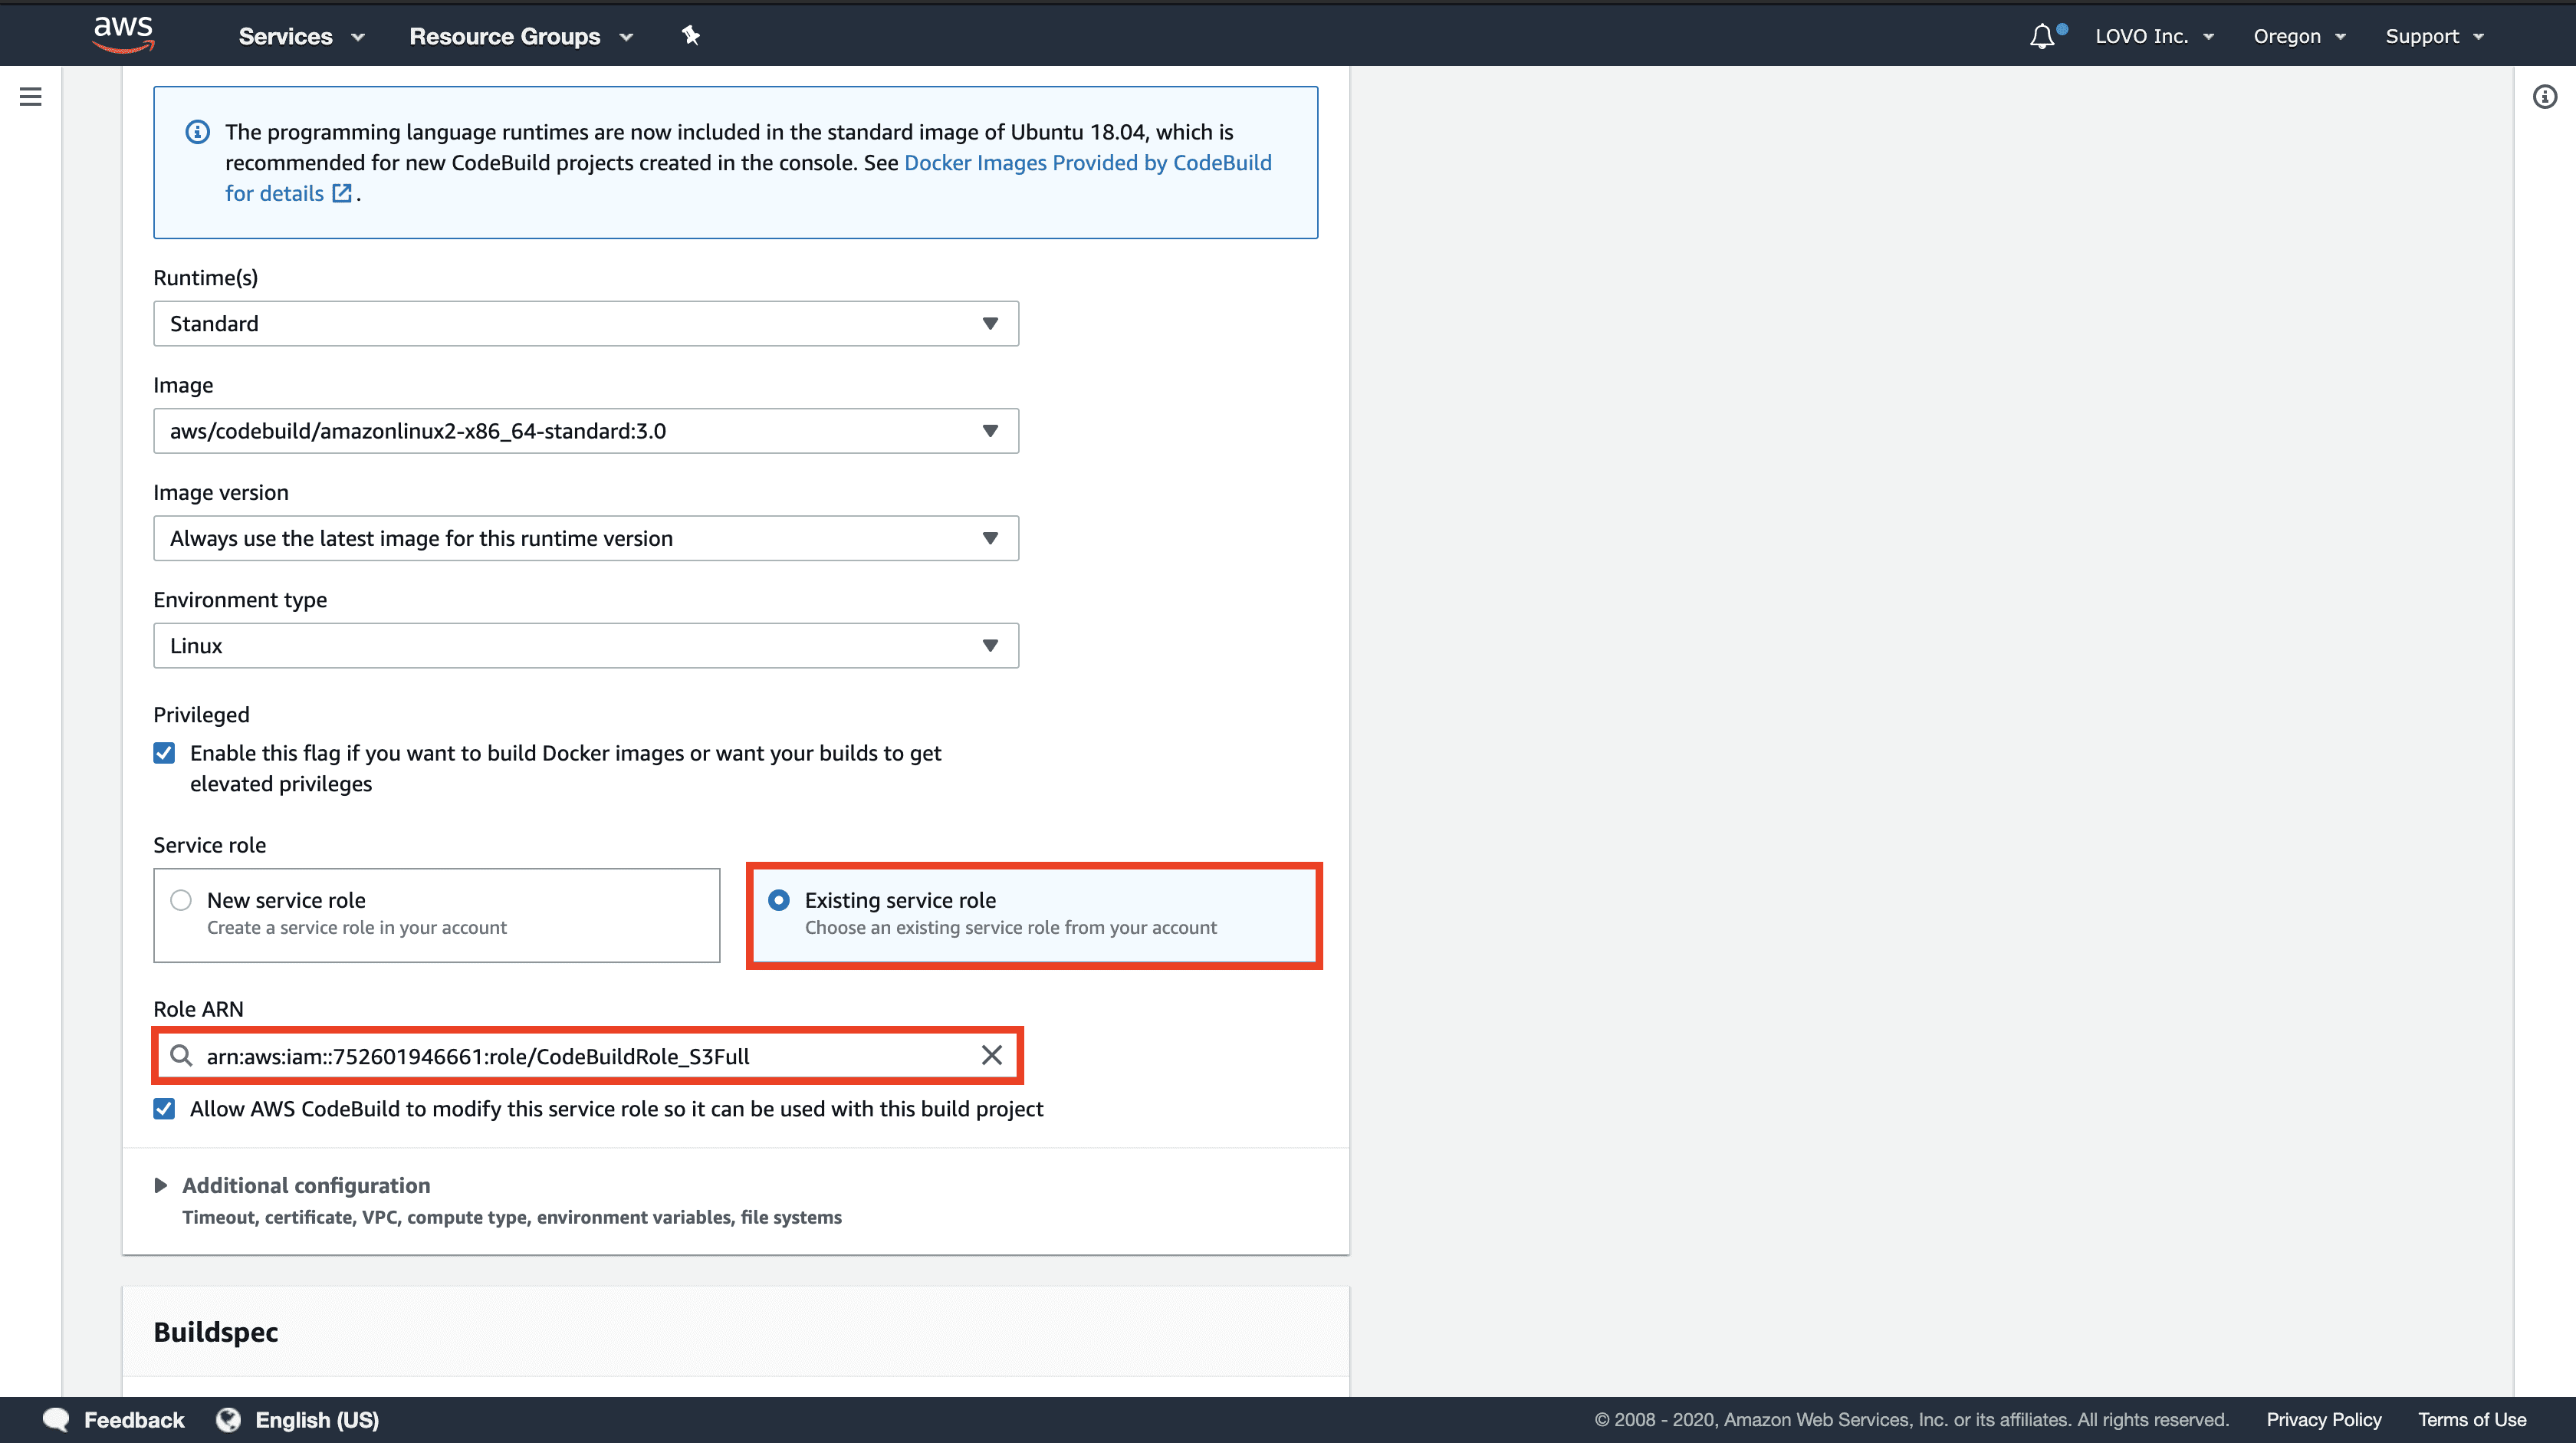 aws
Services
Resource Groups
LOVO Inc.
Oregon
Support
The programming language runtimes are now included in the standard image of Ubuntu 18.04, which is
recommended for new CodeBuild projects created in the console. See Docker Images Provided by CodeBuild
for details .
Runtime(s)
Standard
Image
aws/codebuild/amazonlinux2-x86_64-standard:3.0
Image version
Always use the latest image for this runtime version
Environment type
Linux
Privileged
Enable this flag if you want to build Docker images or want your builds to get
elevated privileges
Service role
New service role
Create a service role in your account
Existing service role
Choose an existing service role from your account
Role ARN
arn:aws:iam::752601946661:role/CodeBuildRole_S3Full
Allow AWS CodeBuild to modify this service role so it can be used with this build project
Additional configuration
Timeout, certificate, VPC, compute type, environment variables, file systems
Buildspec
Feedback
English (US)
© 2008 - 2020, Amazon Web Services, Inc. or its affiliates. All rights reserved.
Privacy Policy
Terms of Use